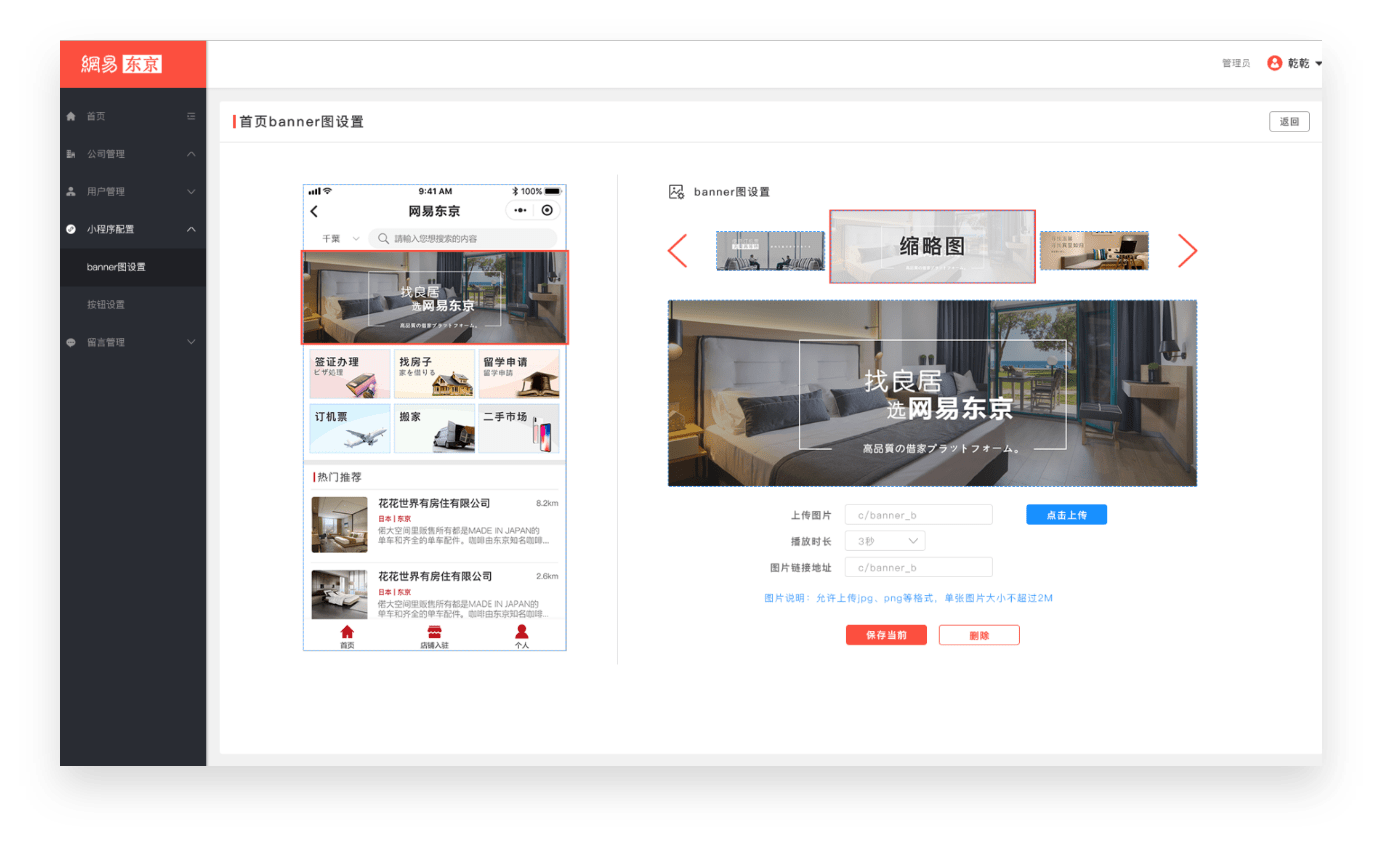 網易 东京
管理员 乾乾
首页
公司管理
用户管理
小程序配置
banner图设置
按钮设置
留言管理
首页banner图设置
返回
9:41 AM
100%
网易东京
千葉
請輸入您想搜索的内容
找良居
选网易东京
高品質の借家プラットフォーム。
签证办理
ビザ処理
找房子
家を借りる
留学申请
留学申請
订机票
搬家
二手市场
热门推荐
花花世界有房住有限公司 8.2km
日本 | 东京
偌大空间里贩售所有都是MADE IN JAPAN的
单车和齐全的单车配件。咖啡由东京知名咖啡...
花花世界有房住有限公司 2.6km
日本 | 东京
偌大空间里贩售所有都是MADE IN JAPAN的
单车和齐全的单车配件。咖啡由东京知名咖啡...
首页
店铺入驻
个人
banner图设置
缩略图
找良居
选网易东京
高品質の借家プラットフォーム。
上传图片 c/banner_b 点击上传
播放时长 3秒
图片链接地址 c/banner_b
图片说明：允许上传jpg、png等格式，单张图片大小不超过2M
保存当前 删除